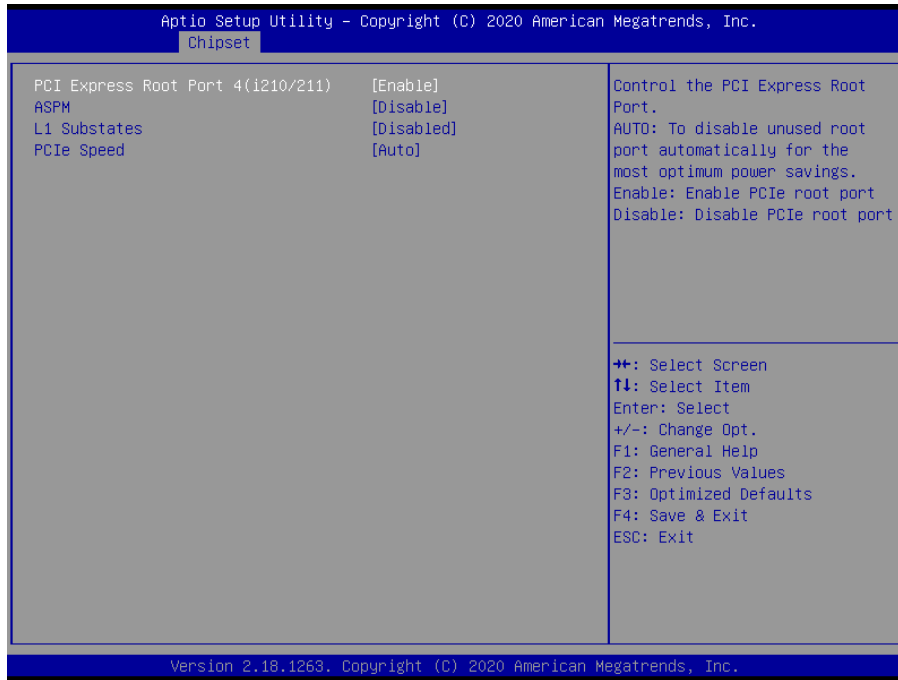 Aptio Setup Utility – Copyright (C) 2020 American Megatrends, Inc.
Chipset
PCI Express Root Port 4(i210/211) [Enable]
ASPM [Disable]
L1 Substates [Disabled]
PCIe Speed [Auto]
Control the PCI Express Root
Port.
AUTO: To disable unused root
port automatically for the
most optimum power savings.
Enable: Enable PCIe root port
Disable: Disable PCIe root port
→←: Select Screen
↑↓: Select Item
Enter: Select
+/-: Change Opt.
F1: General Help
F2: Previous Values
F3: Optimized Defaults
F4: Save & Exit
ESC: Exit
Version 2.18.1263. Copyright (C) 2020 American Megatrends, Inc.